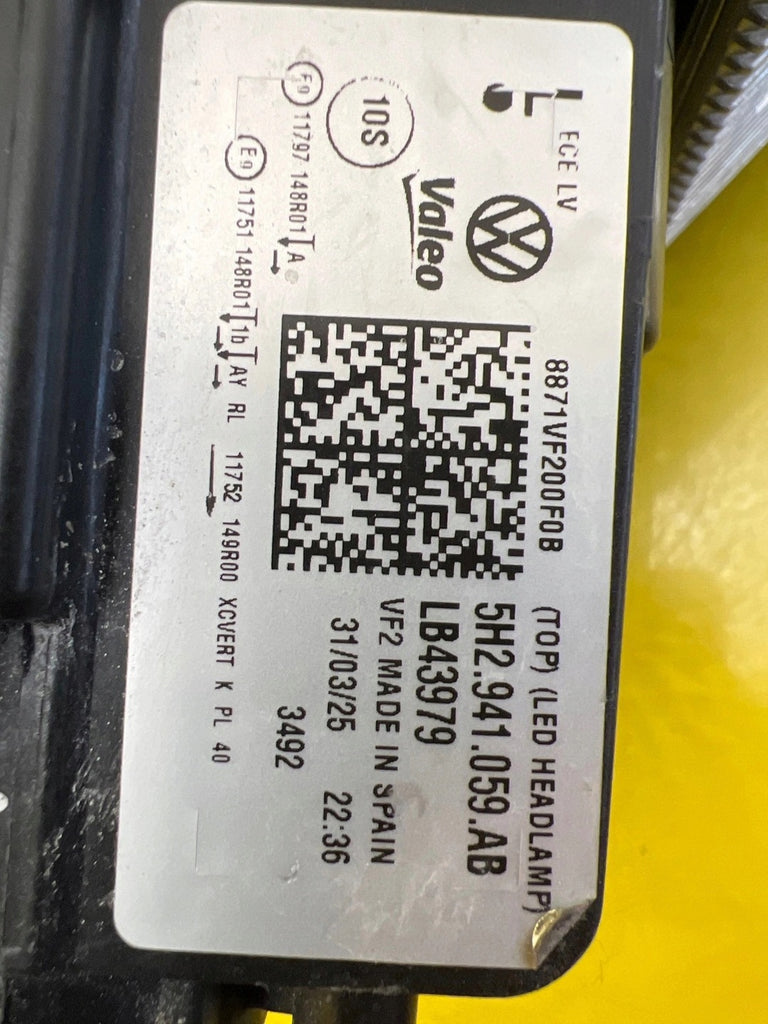 ECE LV
L
Valeo
10S
E9 11797 148R01 A
E9 11751 148R01 1b AY RL 11752 149R00 XCVERT K PL 40
8871VF200F0B
(TOP) (LED HEADLAMP)
5H2.941.059.AB
LB43979
VF2 MADE IN SPAIN
31/03/25 22:36
3492